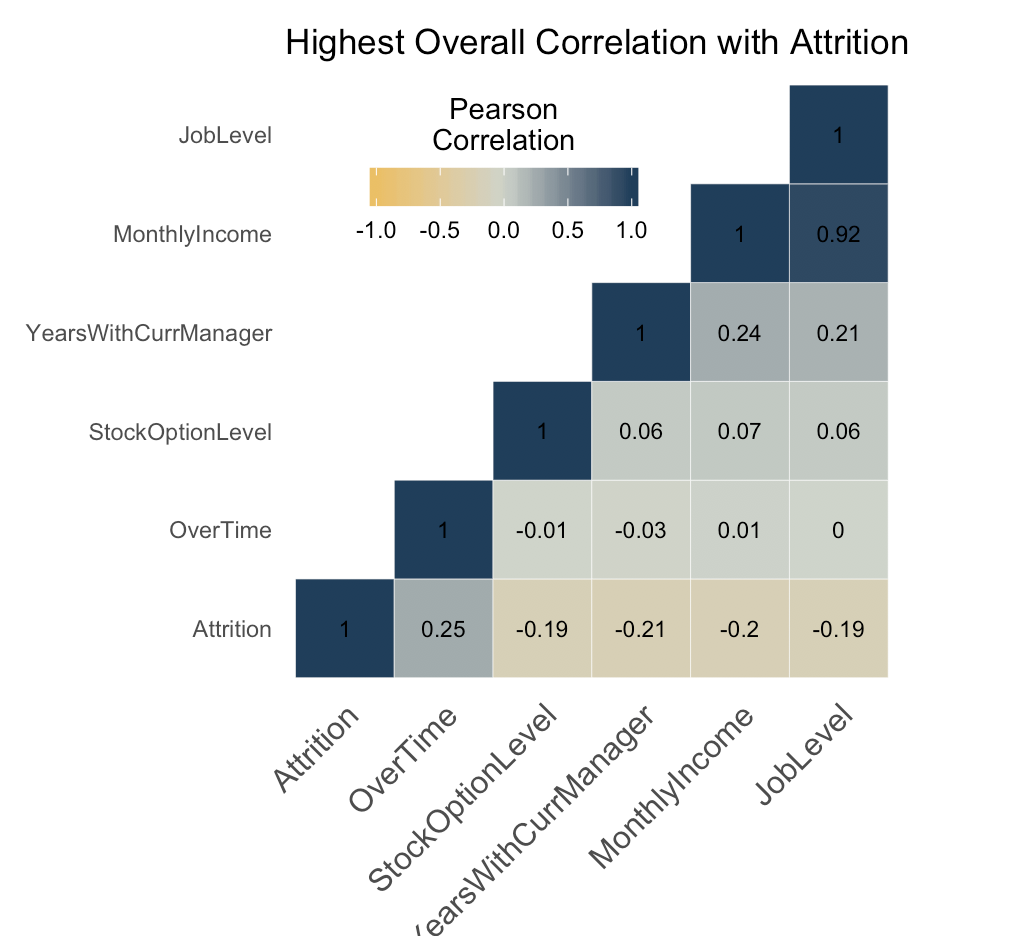 Highest Overall Correlation with Attrition
Pearson
Correlation
-1.0 -0.5 0.0 0.5 1.0
JobLevel 1
MonthlyIncome 1 0.92
YearsWithCurrManager 1 0.24 0.21
StockOptionLevel 1 0.06 0.07 0.06
OverTime 1 -0.01 -0.03 0.01 0
Attrition 1 0.25 -0.19 -0.21 -0.2 -0.19
Attrition OverTime StockOptionLevel YearsWithCurrManager MonthlyIncome JobLevel